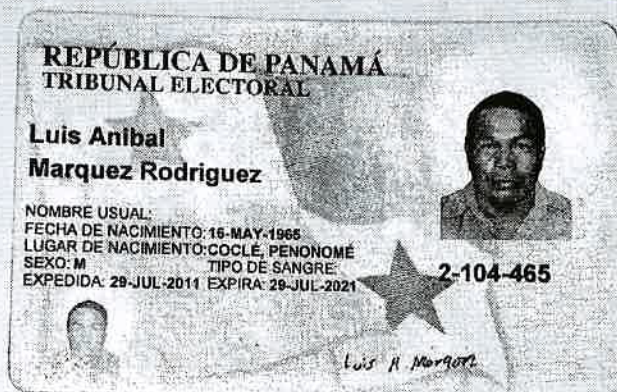 REPÚBLICA DE PANAMÁ
TRIBUNAL ELECTORAL
Luis Anibal
Marquez Rodriguez
NOMBRE USUAL:
FECHA DE NACIMIENTO: 16-MAY-1965
LUGAR DE NACIMIENTO: COCLÉ, PENONOMÉ
SEXO: M TIPO DE SANGRE:
EXPEDIDA: 29-JUL-2011 EXPIRA: 29-JUL-2021
2-104-465
Luis A